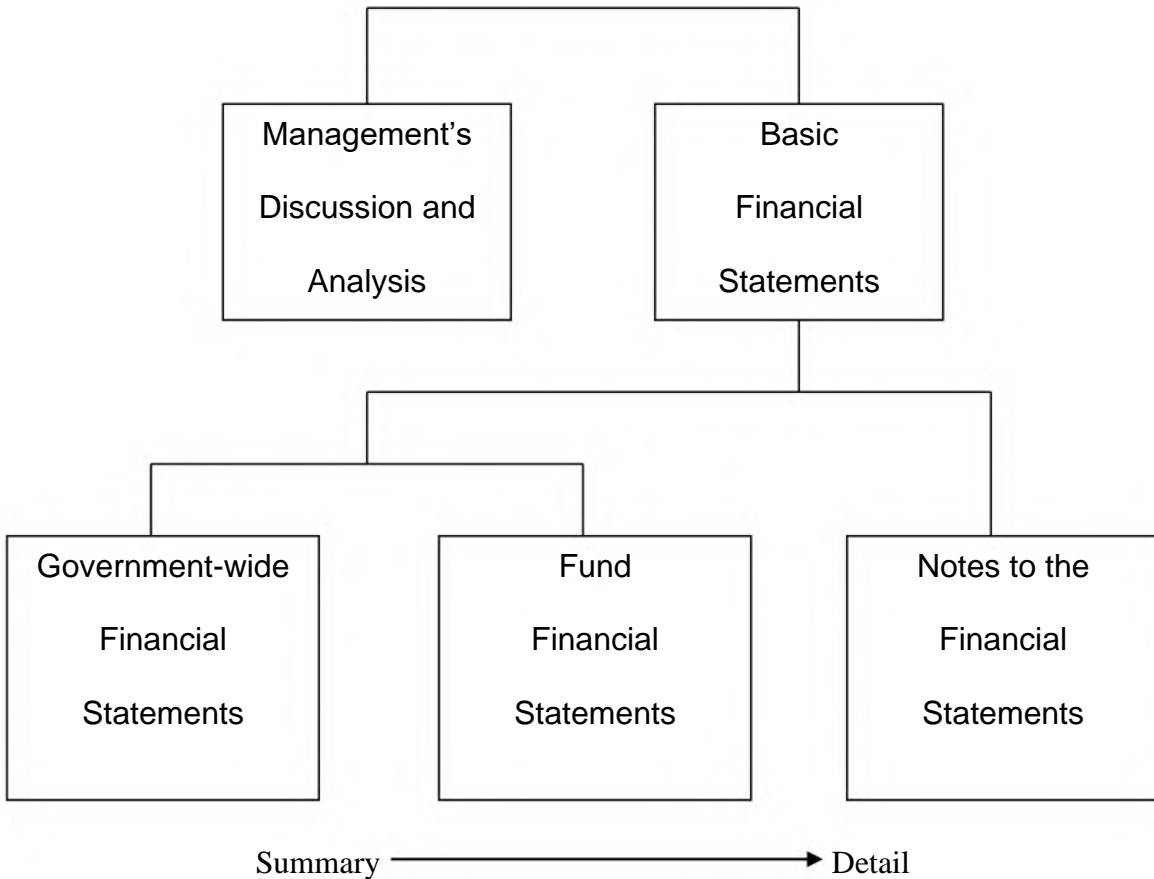 Management’s
Discussion and
Analysis
Basic
Financial
Statements
Government-wide
Financial
Statements
Fund
Financial
Statements
Notes to the
Financial
Statements
Summary
Detail